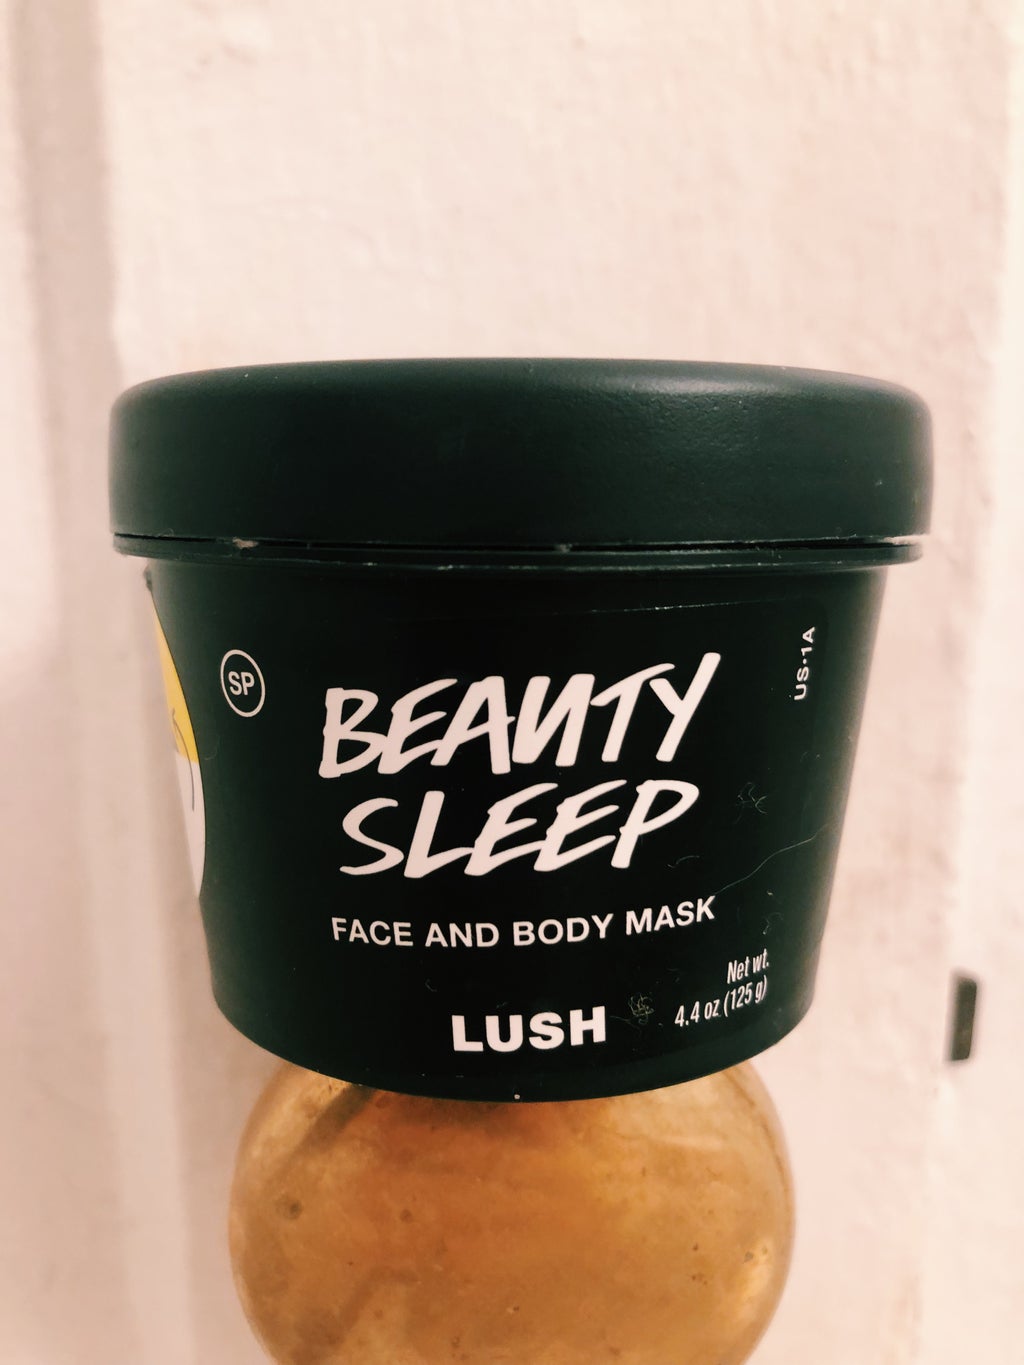 SP
US·1A
BEAUTY
SLEEP
FACE AND BODY MASK
Net wt.
4.4 oz (125 g)
LUSH